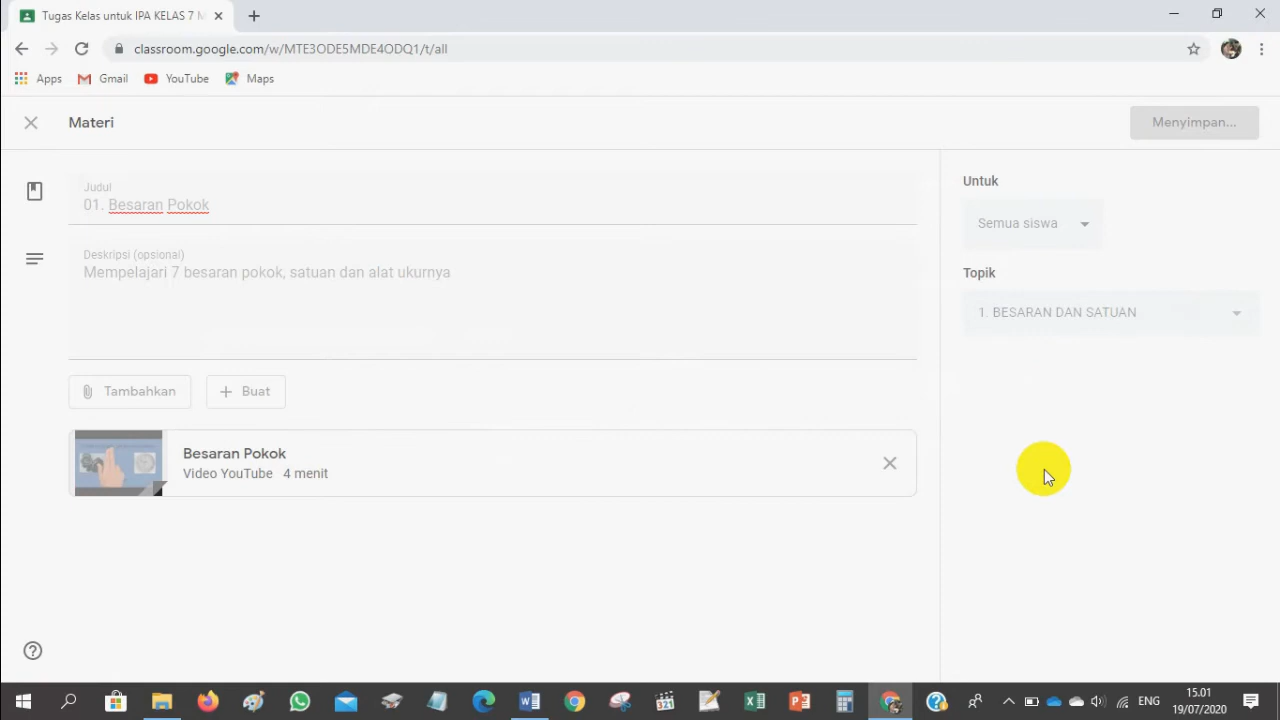 Tugas Kelas untuk IPA KELAS 7 M
classroom.google.com/w/MTE3ODE5MDE4ODQ1/t/all
Apps Gmail YouTube Maps
Materi
Menyimpan...
Judul
01. Besaran Pokok
Deskripsi (opsional)
Mempelajari 7 besaran pokok, satuan dan alat ukurnya
Tambahkan
Buat
Besaran Pokok
Video YouTube 4 menit
Untuk
Semua siswa
Topik
1. BESARAN DAN SATUAN
ENG
15.01
19/07/2020